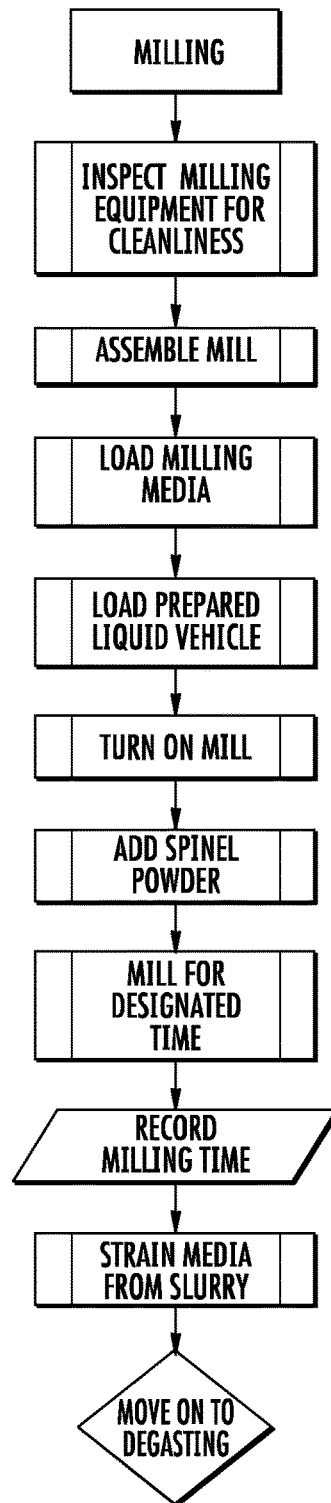 MILLING
INSPECT MILLING
EQUIPMENT FOR
CLEANLINESS
ASSEMBLE MILL
LOAD MILLING
MEDIA
LOAD PREPARED
LIQUID VEHICLE
TURN ON MILL
ADD SPINEL
POWDER
MILL FOR
DESIGNATED
TIME
RECORD
MILLING TIME
STRAIN MEDIA
FROM SLURRY
MOVE ON TO
DEGASTING